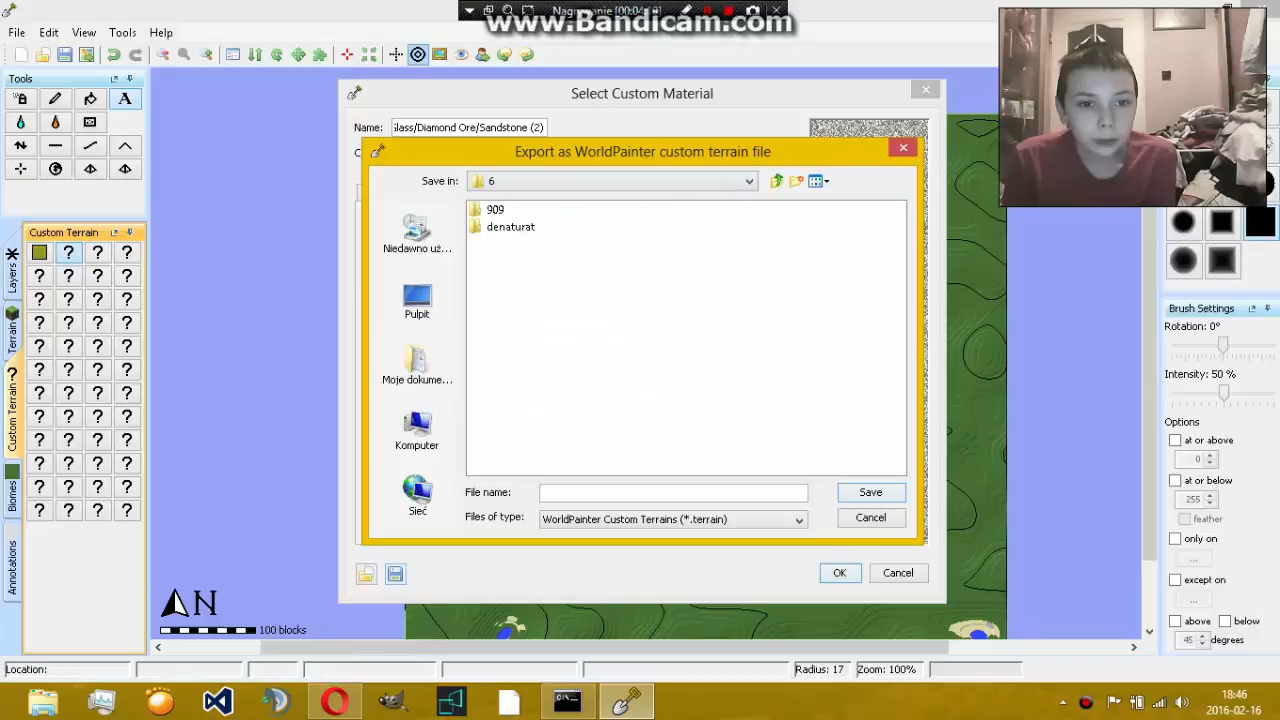 Nagrywanie [00:04
www.Bandicam.com
File Edit View Tools Help
Tools
Custom Terrain
Layers
Terrain
Custom Terrain
Biomes
Annotations
Select Custom Material
Name: ilass/Diamond Ore/Sandstone (2)
Export as WorldPainter custom terrain file
Save in: 6
909
denaturat
Niedawno uż...
Pulpit
Moje dokume...
Komputer
Sieć
File name:
Save
Files of type: WorldPainter Custom Terrains (*.terrain)
Cancel
OK Cancel
N
100 blocks
Brush Settings
Rotation: 0°
Intensity: 50 %
Options
at or above
0
at or below
255
feather
only on
...
except on
...
above below
45 degrees
Location:
Radius: 17 Zoom: 100%
18:46
2016-02-16